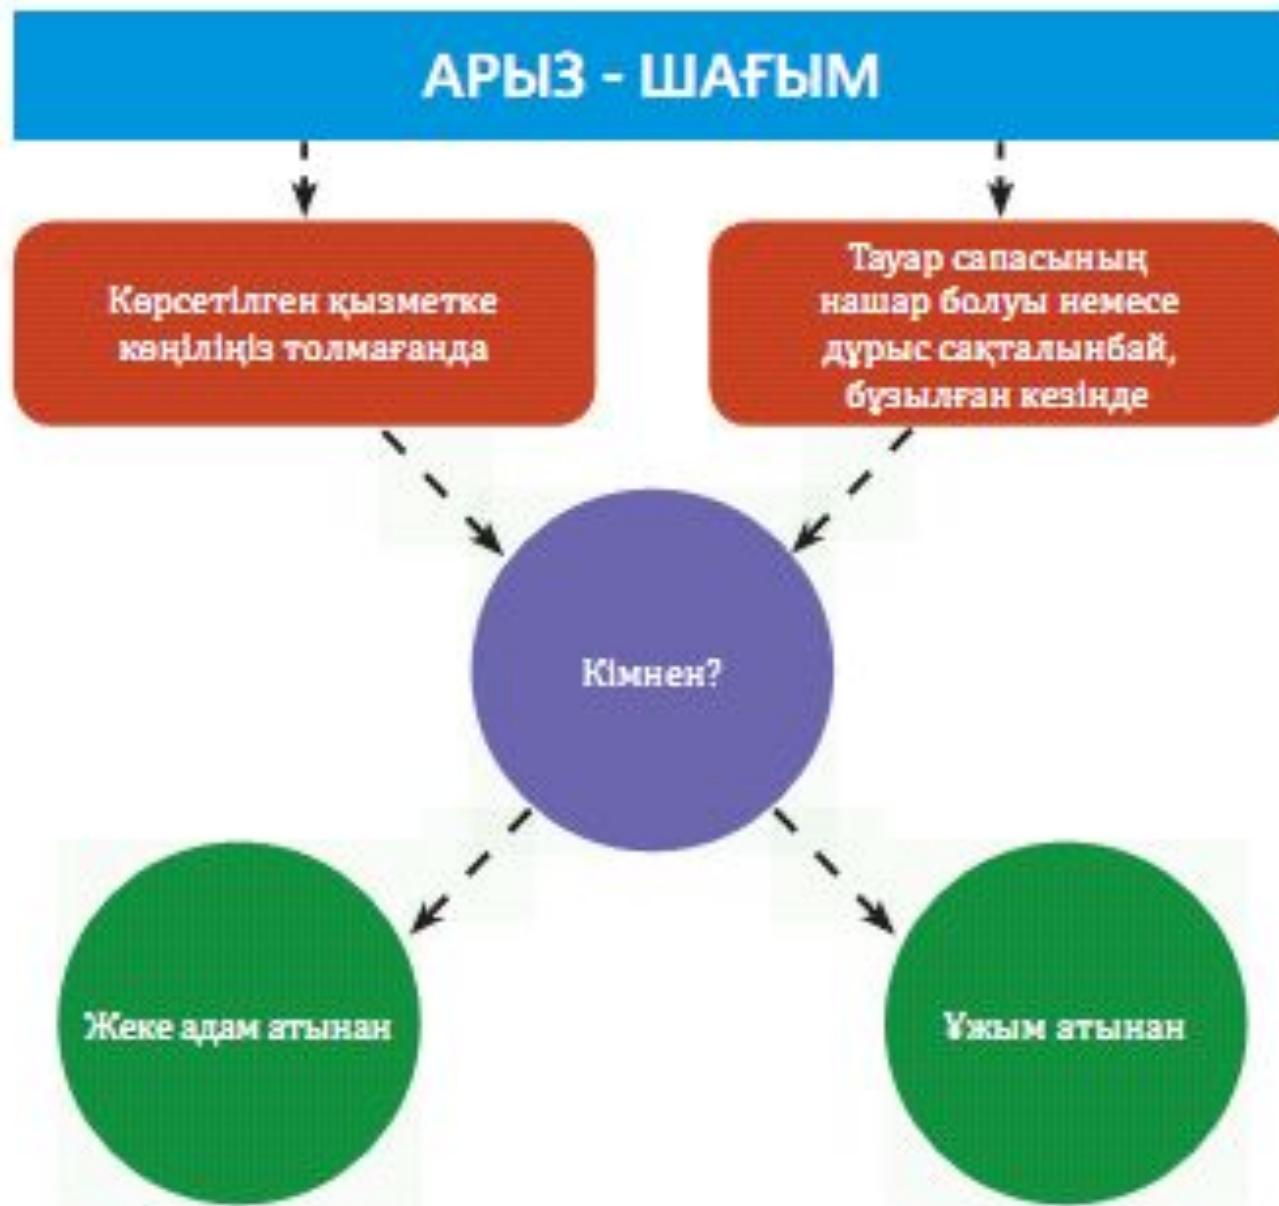 АРЫЗ - ШАҒЫМ
Көрсетілген қызметке
көңіліңіз толмағанда
Тауар сапасының
нашар болуы немесе
дұрыс сақталынбай,
бұзылған кезінде
Кімнен?
Жеке адам атынан
Ұжым атынан